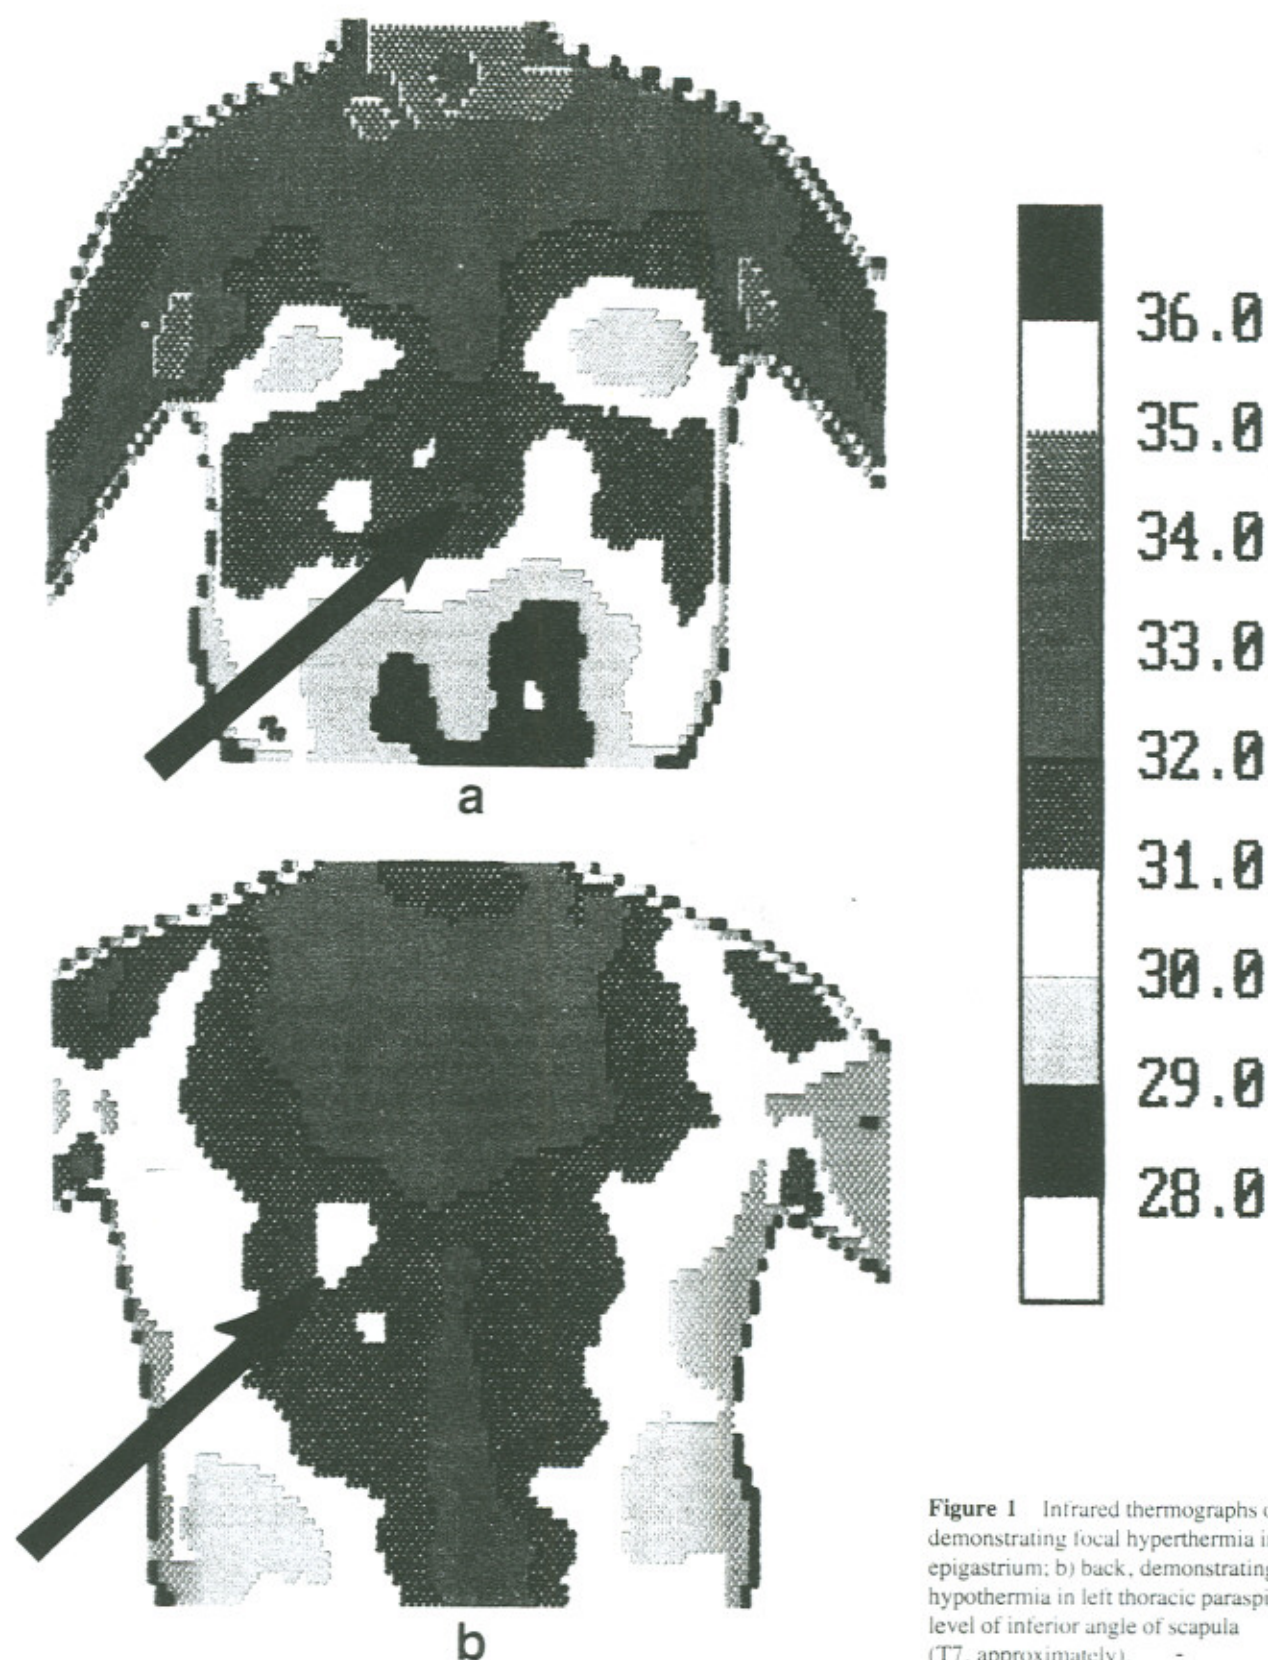 36.0
35.0
34.0
33.0
32.0
31.0
30.0
29.0
28.0
a
b
Figure 1 Infrared thermographs
demonstrating focal hyperthermia
epigastrium; b) back, demonstrating
hypothermia in left thoracic
level of inferior angle of scapula
(T7, approximately)